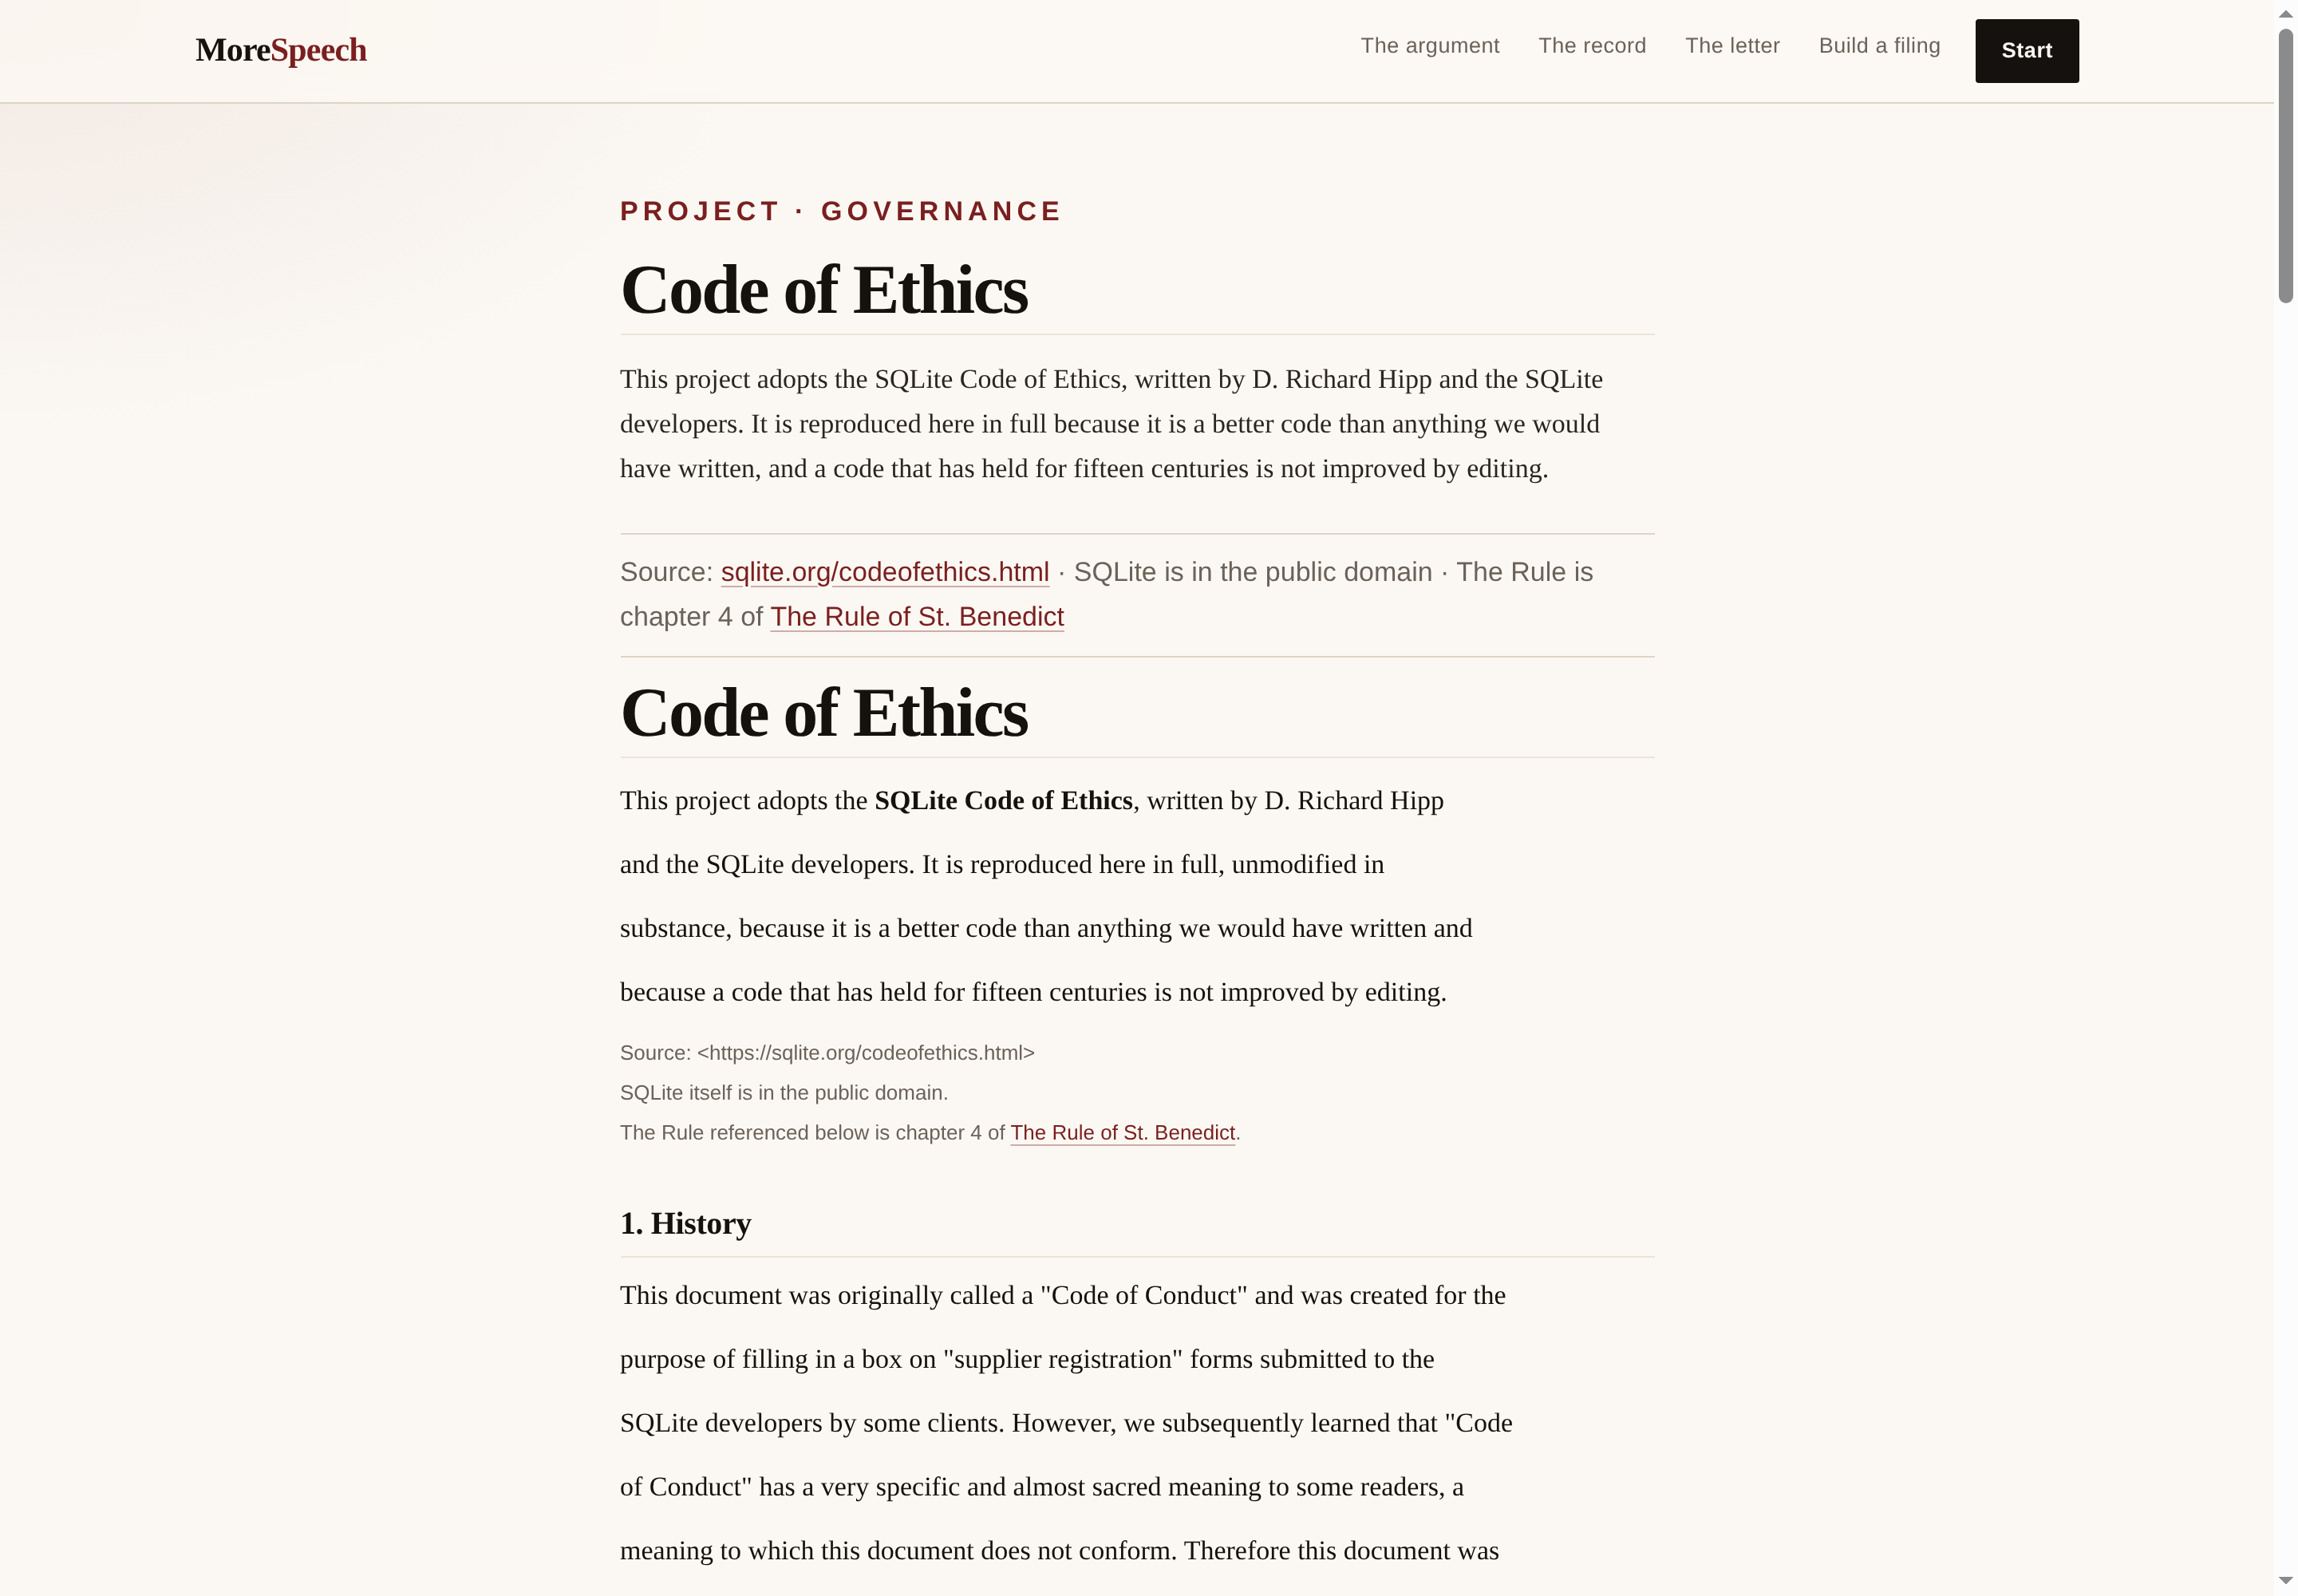 MoreSpeech
The argument
The record
The letter
Build a filing
Start
PROJECT · GOVERNANCE
Code of Ethics
This project adopts the SQLite Code of Ethics, written by D. Richard Hipp and the SQLite
developers. It is reproduced here in full because it is a better code than anything we would
have written, and a code that has held for fifteen centuries is not improved by editing.
Source: sqlite.org/codeofethics.html · SQLite is in the public domain · The Rule is
chapter 4 of The Rule of St. Benedict
Code of Ethics
This project adopts the SQLite Code of Ethics, written by D. Richard Hipp
and the SQLite developers. It is reproduced here in full, unmodified in
substance, because it is a better code than anything we would have written and
because a code that has held for fifteen centuries is not improved by editing.
Source: <https://sqlite.org/codeofethics.html>
SQLite itself is in the public domain.
The Rule referenced below is chapter 4 of The Rule of St. Benedict.
1. History
This document was originally called a "Code of Conduct" and was created for the
purpose of filling in a box on "supplier registration" forms submitted to the
SQLite developers by some clients. However, we subsequently learned that "Code
of Conduct" has a very specific and almost sacred meaning to some readers, a
meaning to which this document does not conform. Therefore this document was